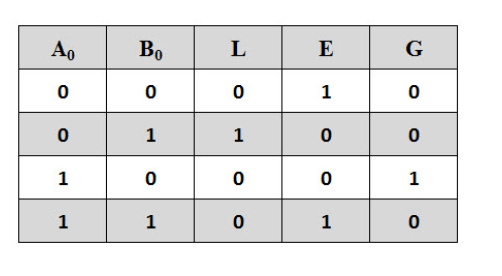 A₀ B₀ L E G
0 0 0 1 0
0 1 1 0 0
1 0 0 0 1
1 1 0 1 0